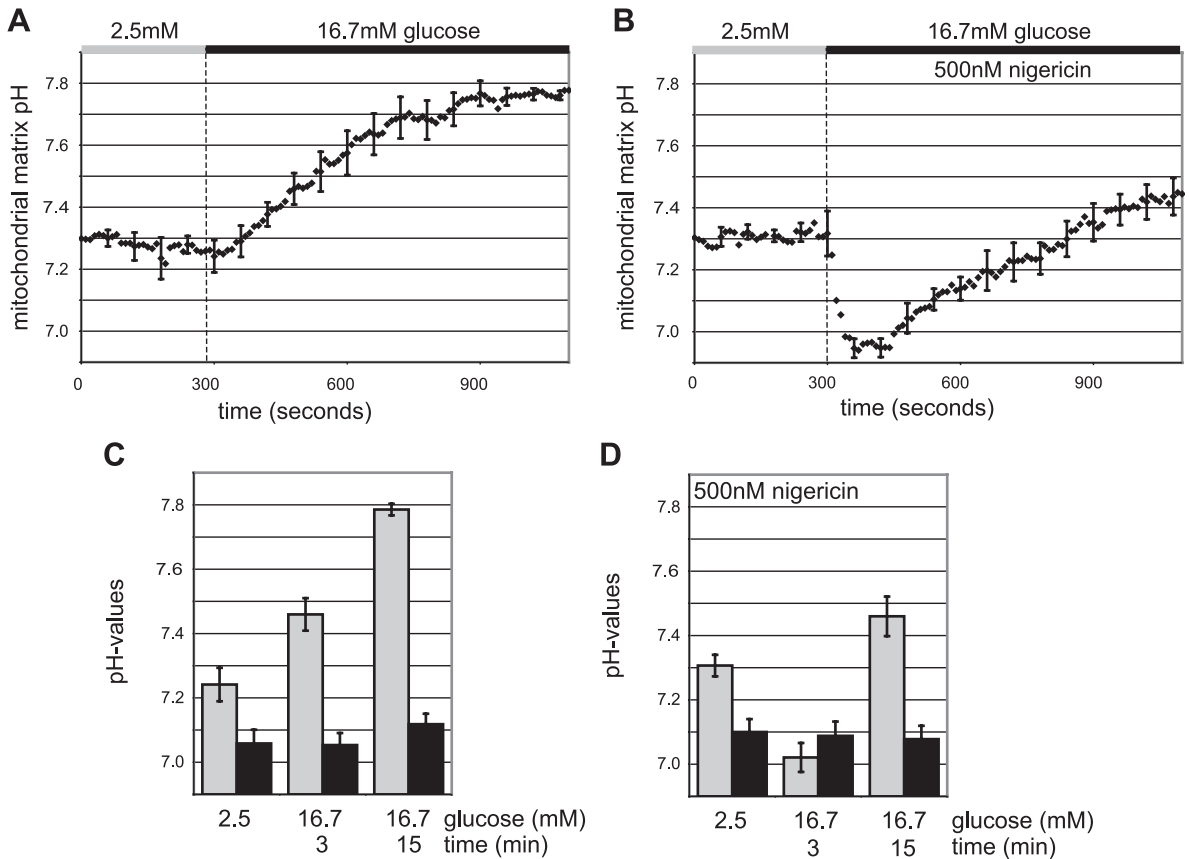 A
2.5mM 16.7mM glucose
mitochondrial matrix pH
7.8
7.6
7.4
7.2
7.0
0 300 600 900
time (seconds)
B
2.5mM 16.7mM glucose
500nM nigericin
mitochondrial matrix pH
7.8
7.6
7.4
7.2
7.0
0 300 600 900
time (seconds)
C
pH-values
7.8
7.6
7.4
7.2
7.0
2.5 16.7 16.7 glucose (mM)
3 15 time (min)
D
500nM nigericin
pH-values
7.8
7.6
7.4
7.2
7.0
2.5 16.7 16.7 glucose (mM)
3 15 time (min)